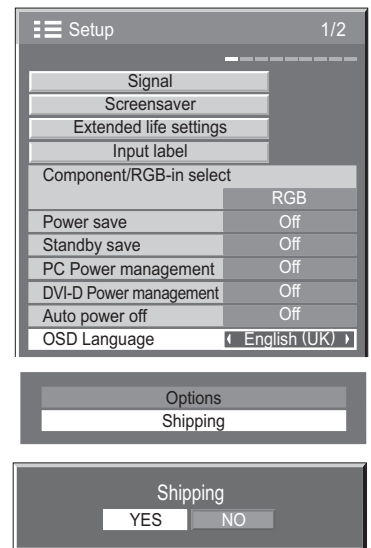 Setup 1/2
Signal
Screensaver
Extended life settings
Input label
Component/RGB-in select
RGB
Power save Off
Standby save Off
PC Power management Off
DVI-D Power management Off
Auto power off Off
OSD Language English (UK)
Options
Shipping
Shipping
YES NO